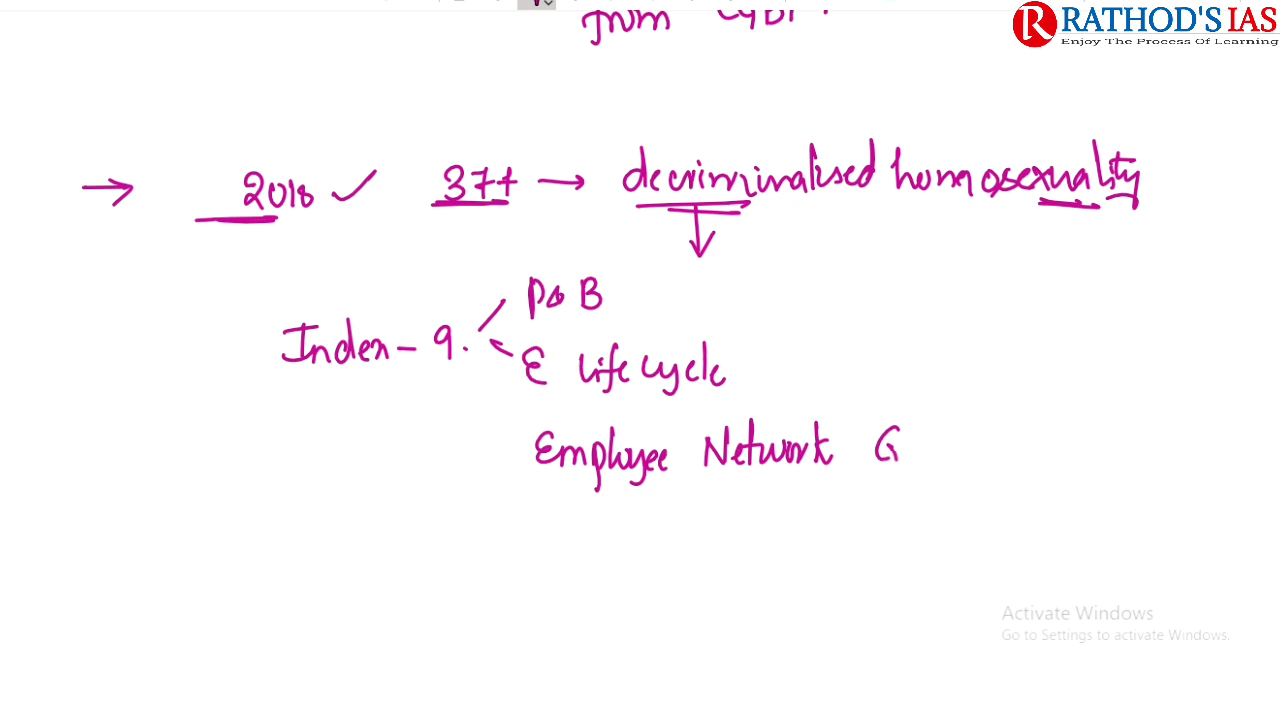 from
RATHOD'S IAS
Enjoy The Process Of Learning
→ 2018 ✓ 377 → decriminalised homosexuality
P & B
Index - 9.
E Lifecycle
Employee Network G
Activate Windows
Go to Settings to activate Windows.